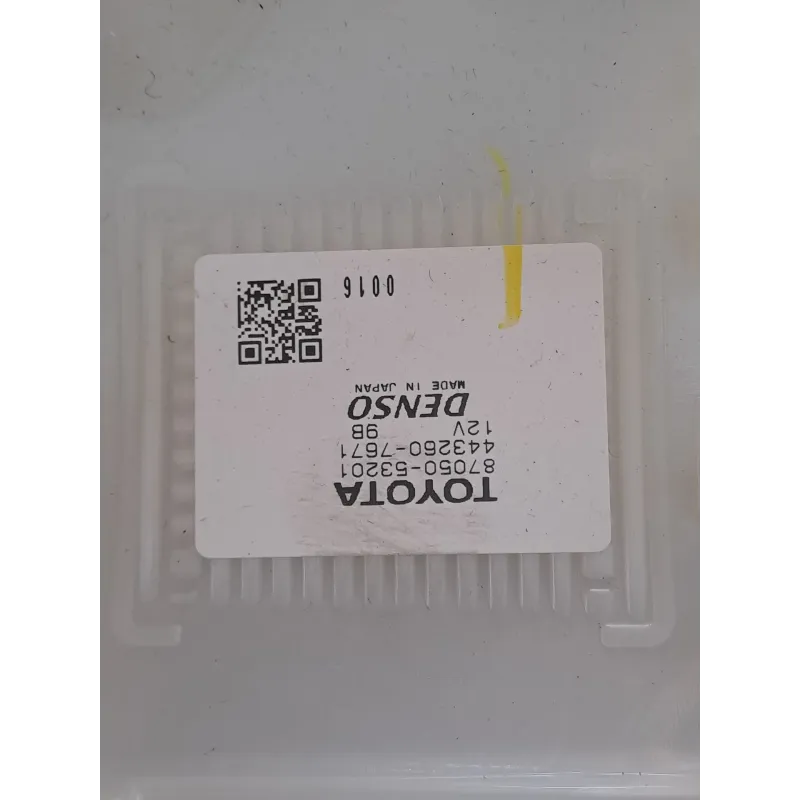 TOYOTA
87050-53201
443260-7671
12V 9B
DENSO
MADE IN JAPAN
0016